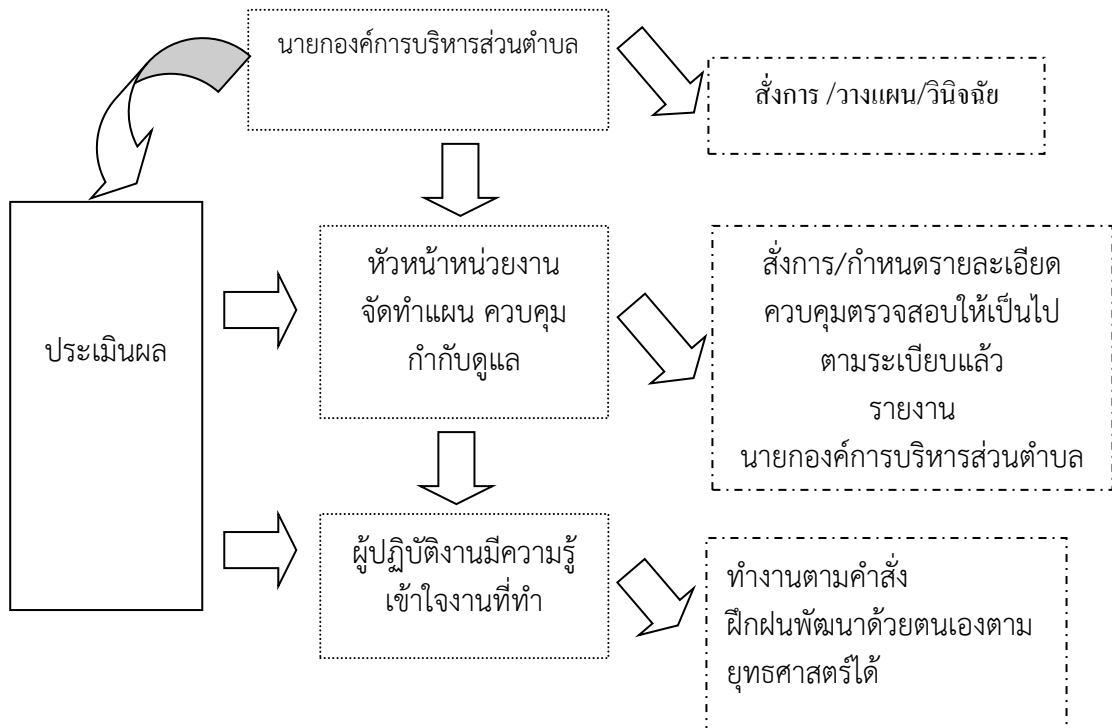 นายกองค์การบริหารส่วนตำบล
สั่งการ /วางแผน/วินิจฉัย
หัวหน้าหน่วยงาน
จัดทำแผน ควบคุม
กำกับดูแล
สั่งการ/กำหนดรายละเอียด
ควบคุมตรวจสอบให้เป็นไป
ตามระเบียบแล้ว
รายงาน
นายกองค์การบริหารส่วนตำบล
ประเมินผล
ผู้ปฏิบัติงานมีความรู้
เข้าใจงานที่ทำ
ทำงานตามคำสั่ง
ฝึกฝนพัฒนาด้วยตนเองตาม
ยุทธศาสตร์ได้